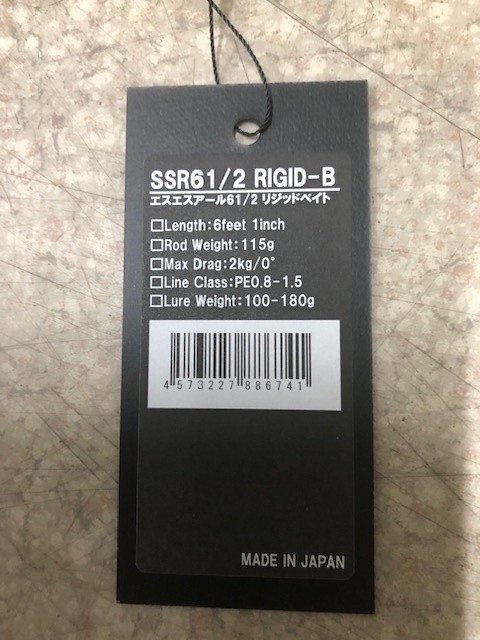 SSR61/2 RIGID-B
エスエスアール61/2 リジッドベイト
□Length:6feet 1inch
□Rod Weight:115g
□Max Drag:2kg/0°
□Line Class:PE0.8-1.5
□Lure Weight:100-180g
4573227886741
MADE IN JAPAN